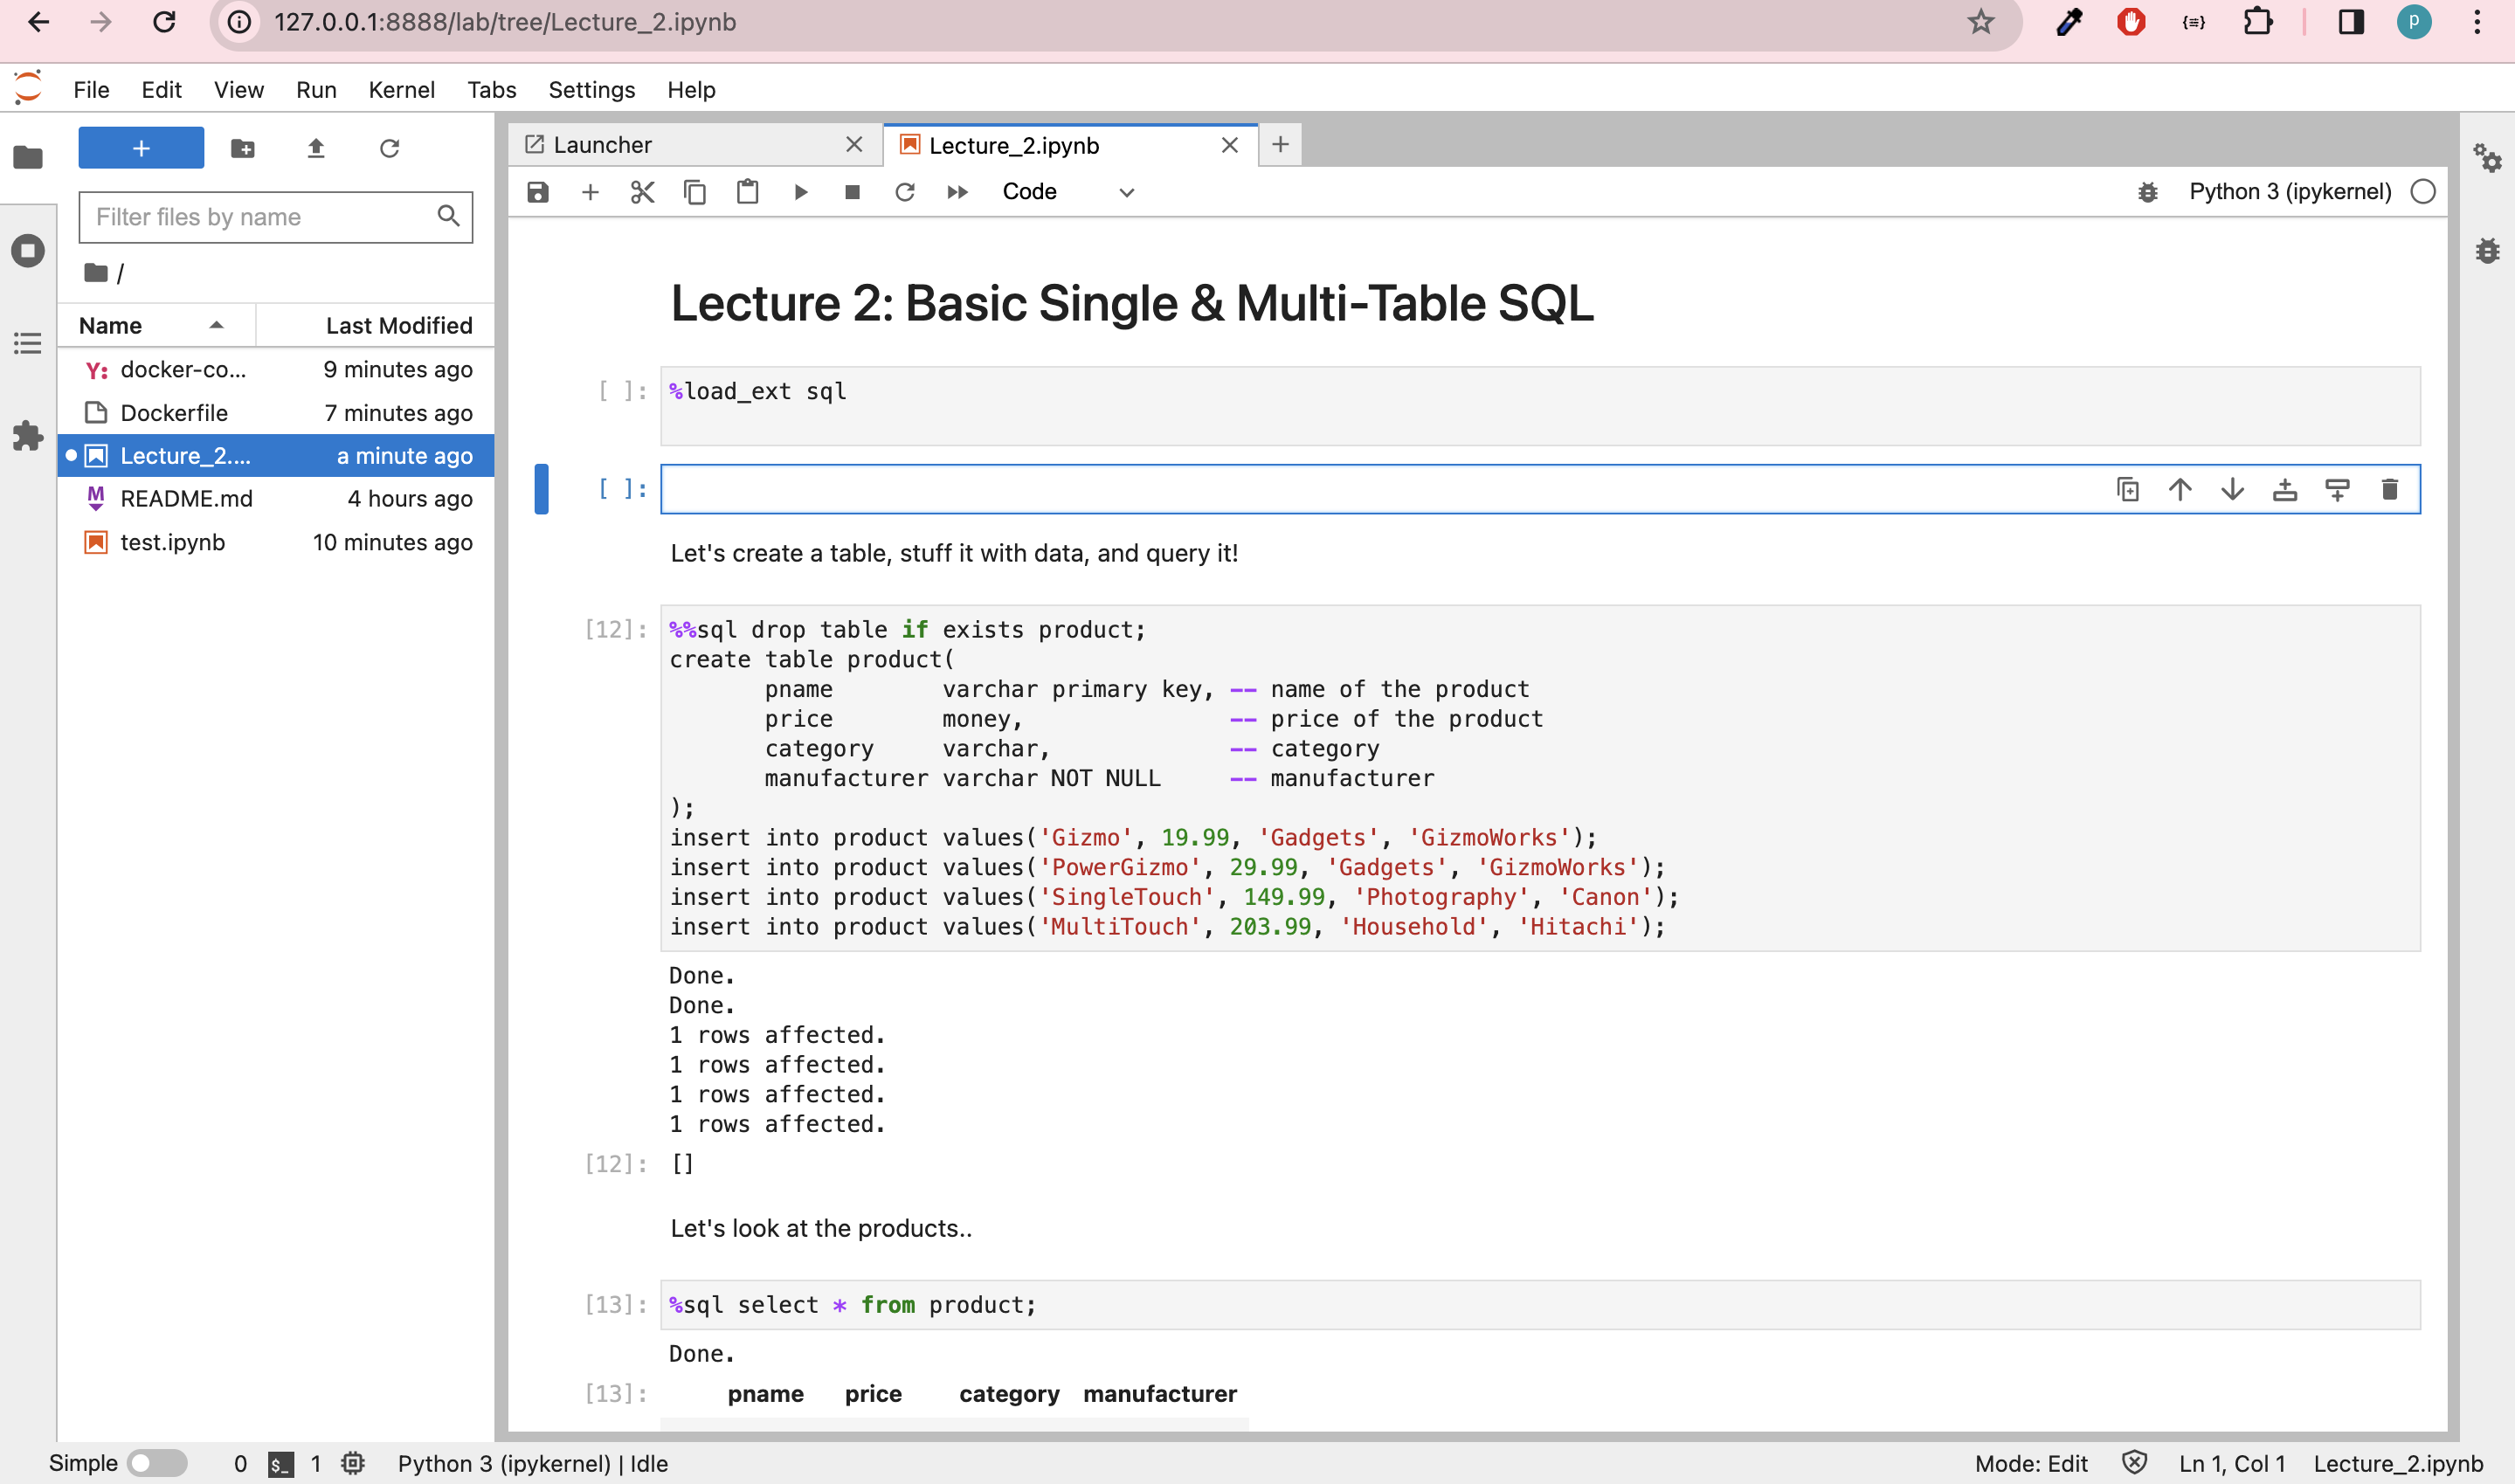 127.0.0.1:8888/lab/tree/Lecture_2.ipynb
p
File Edit View Run Kernel Tabs Settings Help
+
Filter files by name
/
Name Last Modified
Y: docker-co... 9 minutes ago
Dockerfile 7 minutes ago
Lecture_2.... a minute ago
M README.md 4 hours ago
test.ipynb 10 minutes ago
Launcher
Lecture_2.ipynb
Code
Python 3 (ipykernel)
Lecture 2: Basic Single & Multi-Table SQL
[ ]: %load_ext sql
[ ]:
Let's create a table, stuff it with data, and query it!
[12]: %%sql drop table if exists product;
create table product(
pname varchar primary key, -- name of the product
price money, -- price of the product
category varchar, -- category
manufacturer varchar NOT NULL -- manufacturer
);
insert into product values('Gizmo', 19.99, 'Gadgets', 'GizmoWorks');
insert into product values('PowerGizmo', 29.99, 'Gadgets', 'GizmoWorks');
insert into product values('SingleTouch', 149.99, 'Photography', 'Canon');
insert into product values('MultiTouch', 203.99, 'Household', 'Hitachi');
Done.
Done.
1 rows affected.
1 rows affected.
1 rows affected.
1 rows affected.
[12]: []
Let's look at the products..
[13]: %sql select * from product;
Done.
[13]: pname price category manufacturer
Simple 0 $_ 1 Python 3 (ipykernel) | Idle Mode: Edit Ln 1, Col 1 Lecture_2.ipynb